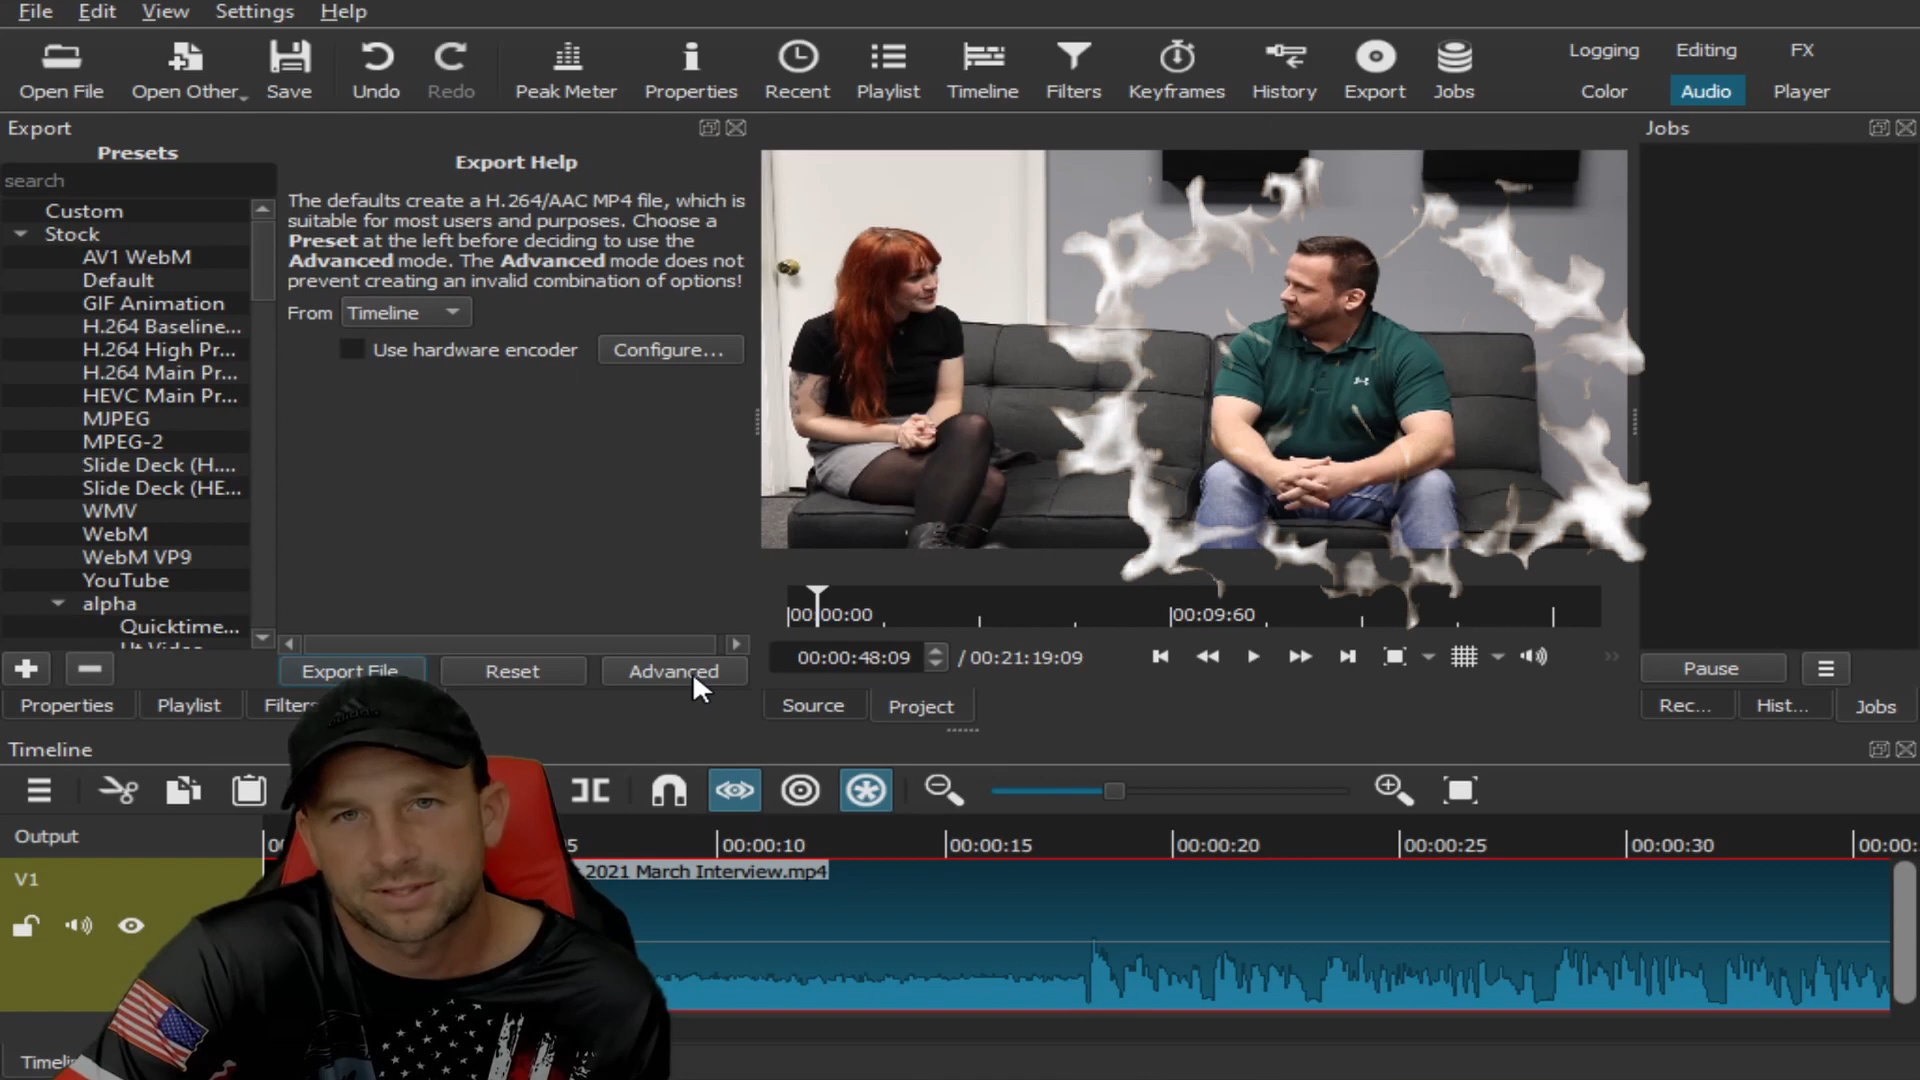 File Edit View Settings Help
Open File Open Other... Save Undo Redo Peak Meter Properties Recent Playlist Timeline Filters Keyframes History Export Jobs
Logging Editing FX
Color Audio Player
Export
Presets
search
Custom
Stock
AV1 WebM
Default
GIF Animation
H.264 Baseline...
H.264 High Pr...
H.264 Main Pr...
HEVC Main Pr...
MJPEG
MPEG-2
Slide Deck (H....
Slide Deck (HE...
WMV
WebM
WebM VP9
YouTube
alpha
Quicktime...
Ut Video
Export Help
The defaults create a H.264/AAC MP4 file, which is
suitable for most users and purposes. Choose a
Preset at the left before deciding to use the
Advanced mode. The Advanced mode does not
prevent creating an invalid combination of options!
From Timeline
Use hardware encoder Configure...
Export File Reset Advanced
Properties Playlist Filters
00:00:00 00:09:60
00:00:48:09 / 00:21:19:09
Source Project
Jobs
Pause
Rec... Hist... Jobs
Timeline
Output
00:00:10 00:00:15 00:00:20 00:00:25 00:00:30 00:00:
V1
2021 March Interview.mp4
adidas